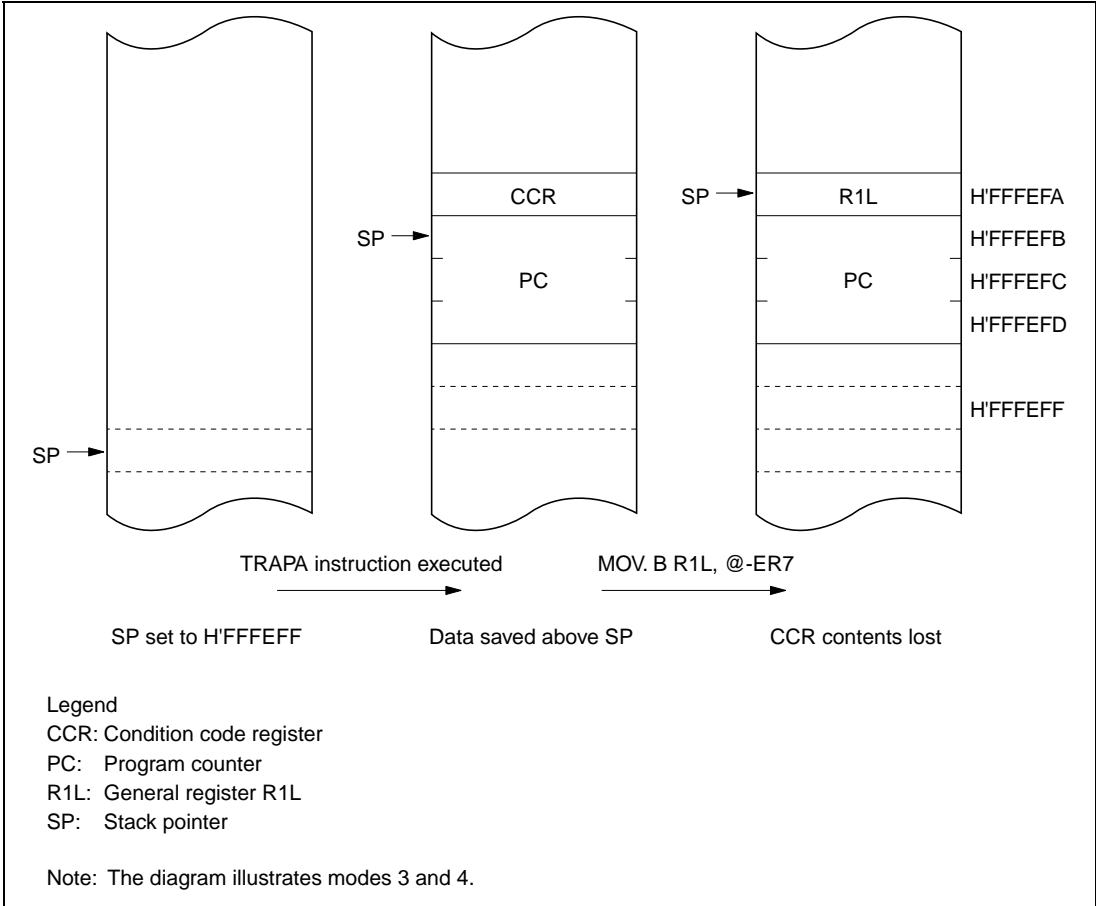 CCR
SP
R1L
H'FFFEFA
SP
H'FFFEFB
PC
PC
H'FFFEFC
H'FFFEFD
H'FFFEFF
SP
TRAPA instruction executed
MOV. B R1L, @-ER7
SP set to H'FFFEFF
Data saved above SP
CCR contents lost
Legend
CCR: Condition code register
PC: Program counter
R1L: General register R1L
SP: Stack pointer
Note: The diagram illustrates modes 3 and 4.